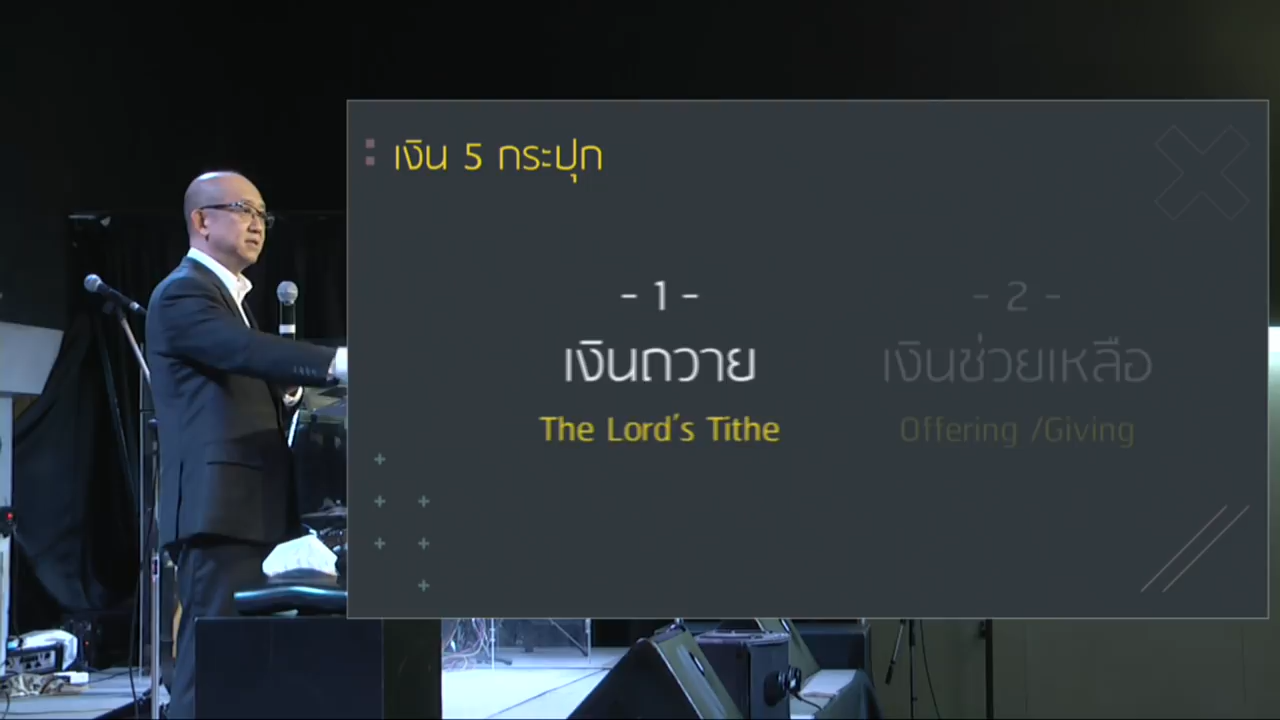 เงิน 5 กระปุก
- 1 -
เงินถวาย
The Lord's Tithe
- 2 -
เงินช่วยเหลือ
Offering /Giving